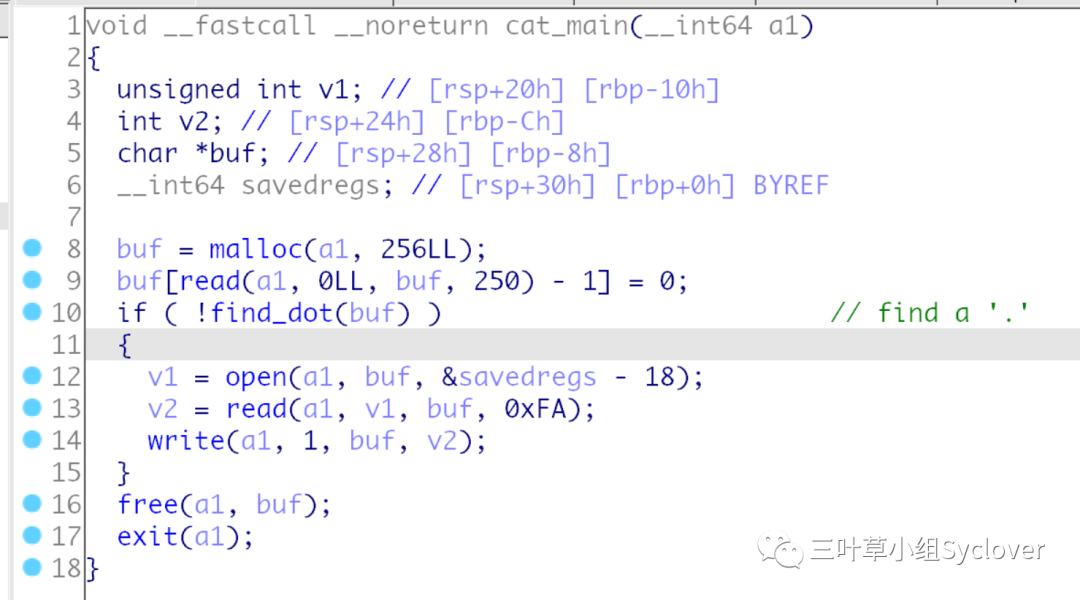 1 void __fastcall __noreturn cat_main(__int64 a1)
2 {
3 unsigned int v1; // [rsp+20h] [rbp-10h]
4 int v2; // [rsp+24h] [rbp-Ch]
5 char *buf; // [rsp+28h] [rbp-8h]
6 __int64 savedregs; // [rsp+30h] [rbp+0h] BYREF
7
8 buf = malloc(a1, 256LL);
9 buf[read(a1, 0LL, buf, 250) - 1] = 0;
10 if ( !find_dot(buf) ) // find a '.'
11 {
12 v1 = open(a1, buf, &savedregs - 18);
13 v2 = read(a1, v1, buf, 0xFA);
14 write(a1, 1, buf, v2);
15 }
16 free(a1, buf);
17 exit(a1);
18 }
三叶草小组Syclover